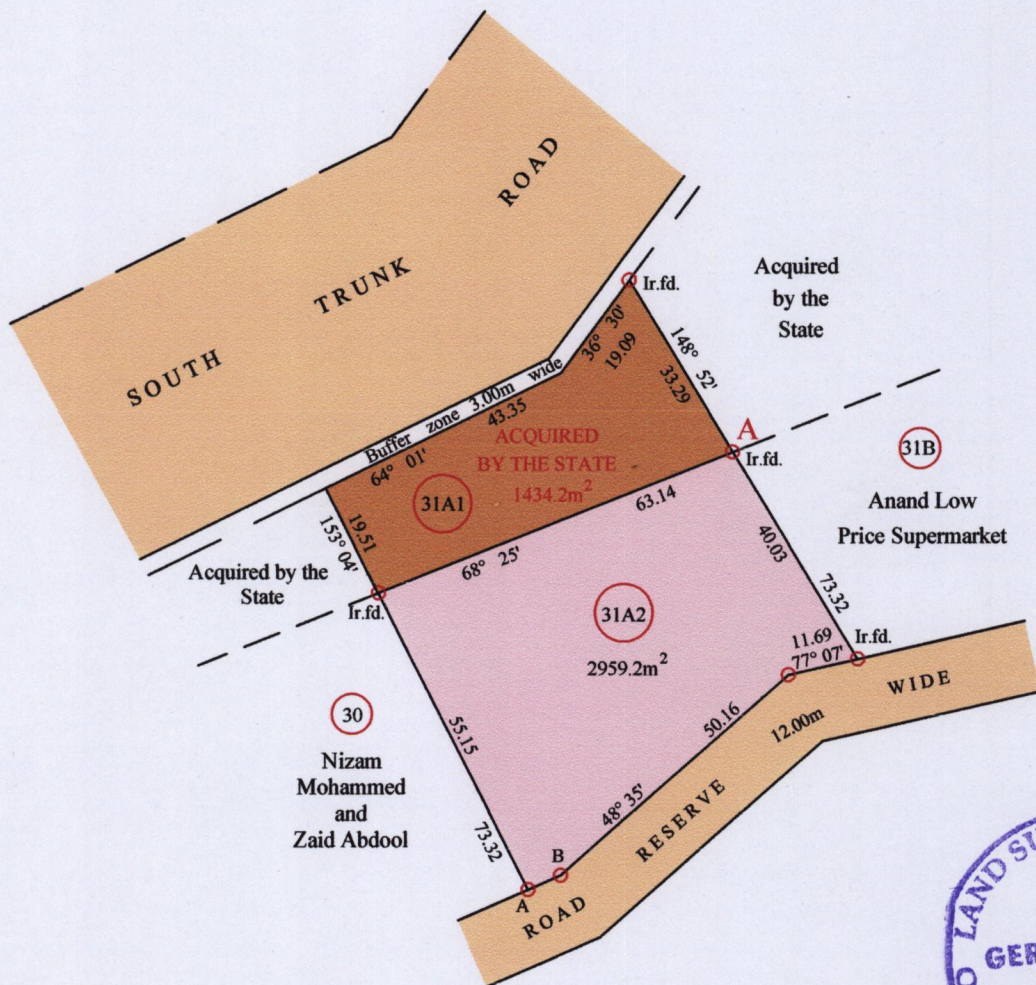 SOUTH TRUNK ROAD
Acquired
by the
State
Ir.fd.
36° 30'
19.09
148° 52'
33.29
Buffer zone 3.00m wide
43.35
64° 01'
ACQUIRED
BY THE STATE
1434.2m²
31A1
A
Ir.fd.
31B
Anand Low
Price Supermarket
19.51
153° 04'
63.14
68° 25'
Acquired by the
State
Ir.fd.
40.03
73.32
31A2
2959.2m²
11.69
77° 07'
Ir.fd.
30
Nizam
Mohammed
and
Zaid Abdool
55.15
73.32
50.16
48° 35'
12.00m WIDE
ROAD RESERVE
A
B
LAND SU
GER
O